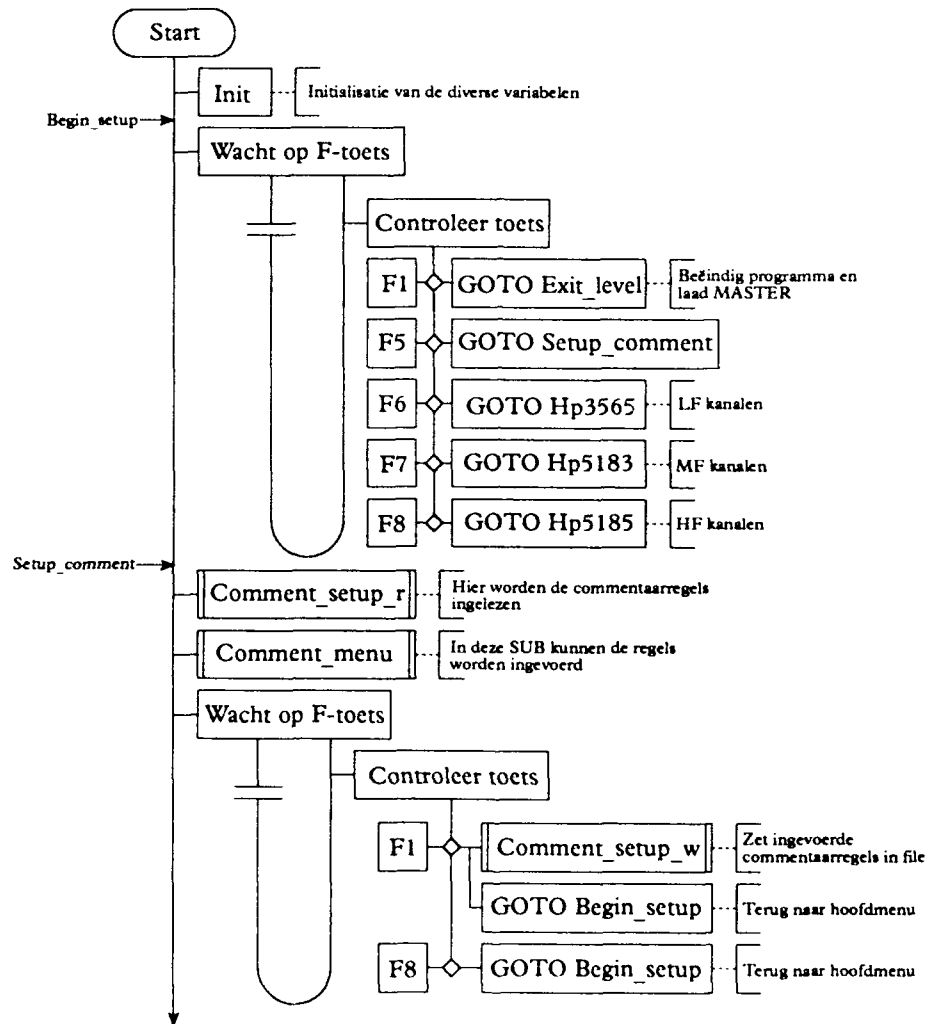 Start
Init
Initialisatie van de diverse variabelen
Begin_setup
Wacht op F-toets
Controleer toets
F1
GOTO Exit_level
Beëindig programma en
laad MASTER
F5
GOTO Setup_comment
F6
GOTO Hp3565
LF kanalen
F7
GOTO Hp5183
MF kanalen
F8
GOTO Hp5185
HF kanalen
Setup_comment
Comment_setup_r
Hier worden de commentaarregels
ingelezen
Comment_menu
In deze SUB kunnen de regels
worden ingevoerd
Wacht op F-toets
Controleer toets
F1
Comment_setup_w
Zet ingevoerde
commentaarregels in file
GOTO Begin_setup
Terug naar hoofdmenu
F8
GOTO Begin_setup
Terug naar hoofdmenu